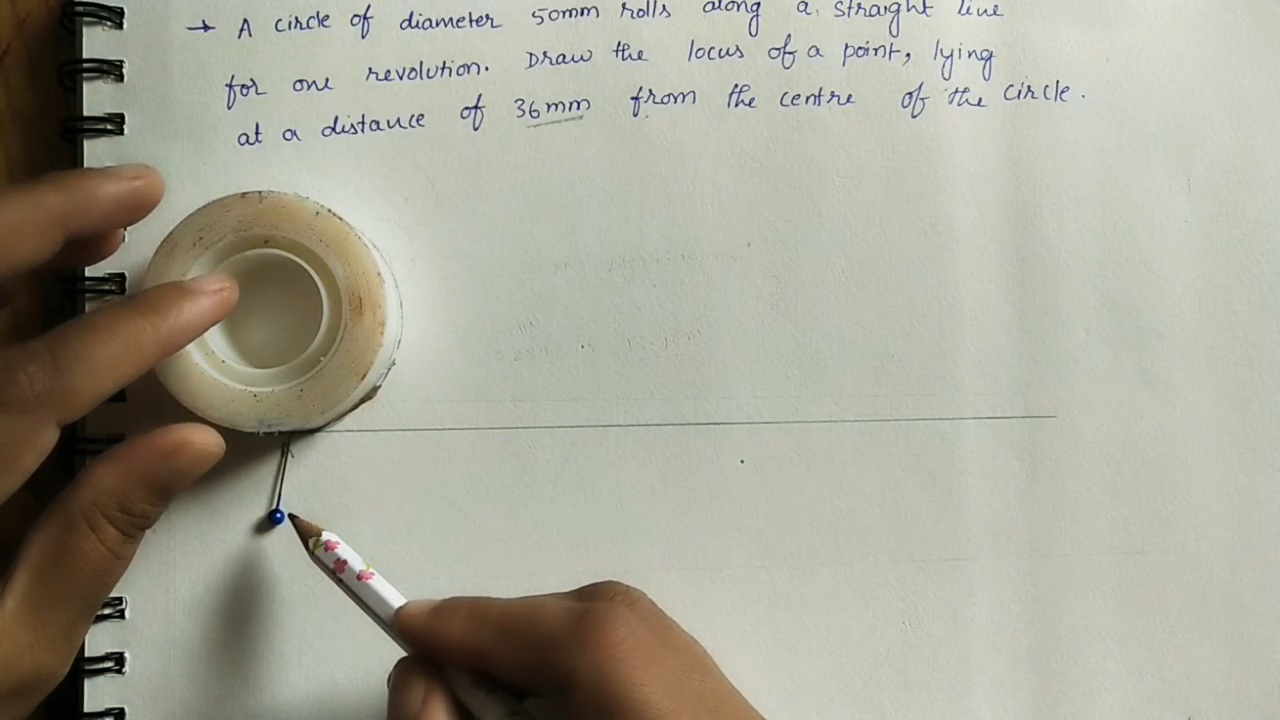 → A circle of diameter 50mm rolls along a straight line
for one revolution. Draw the locus of a point, lying
at a distance of 36mm from the centre of the circle.